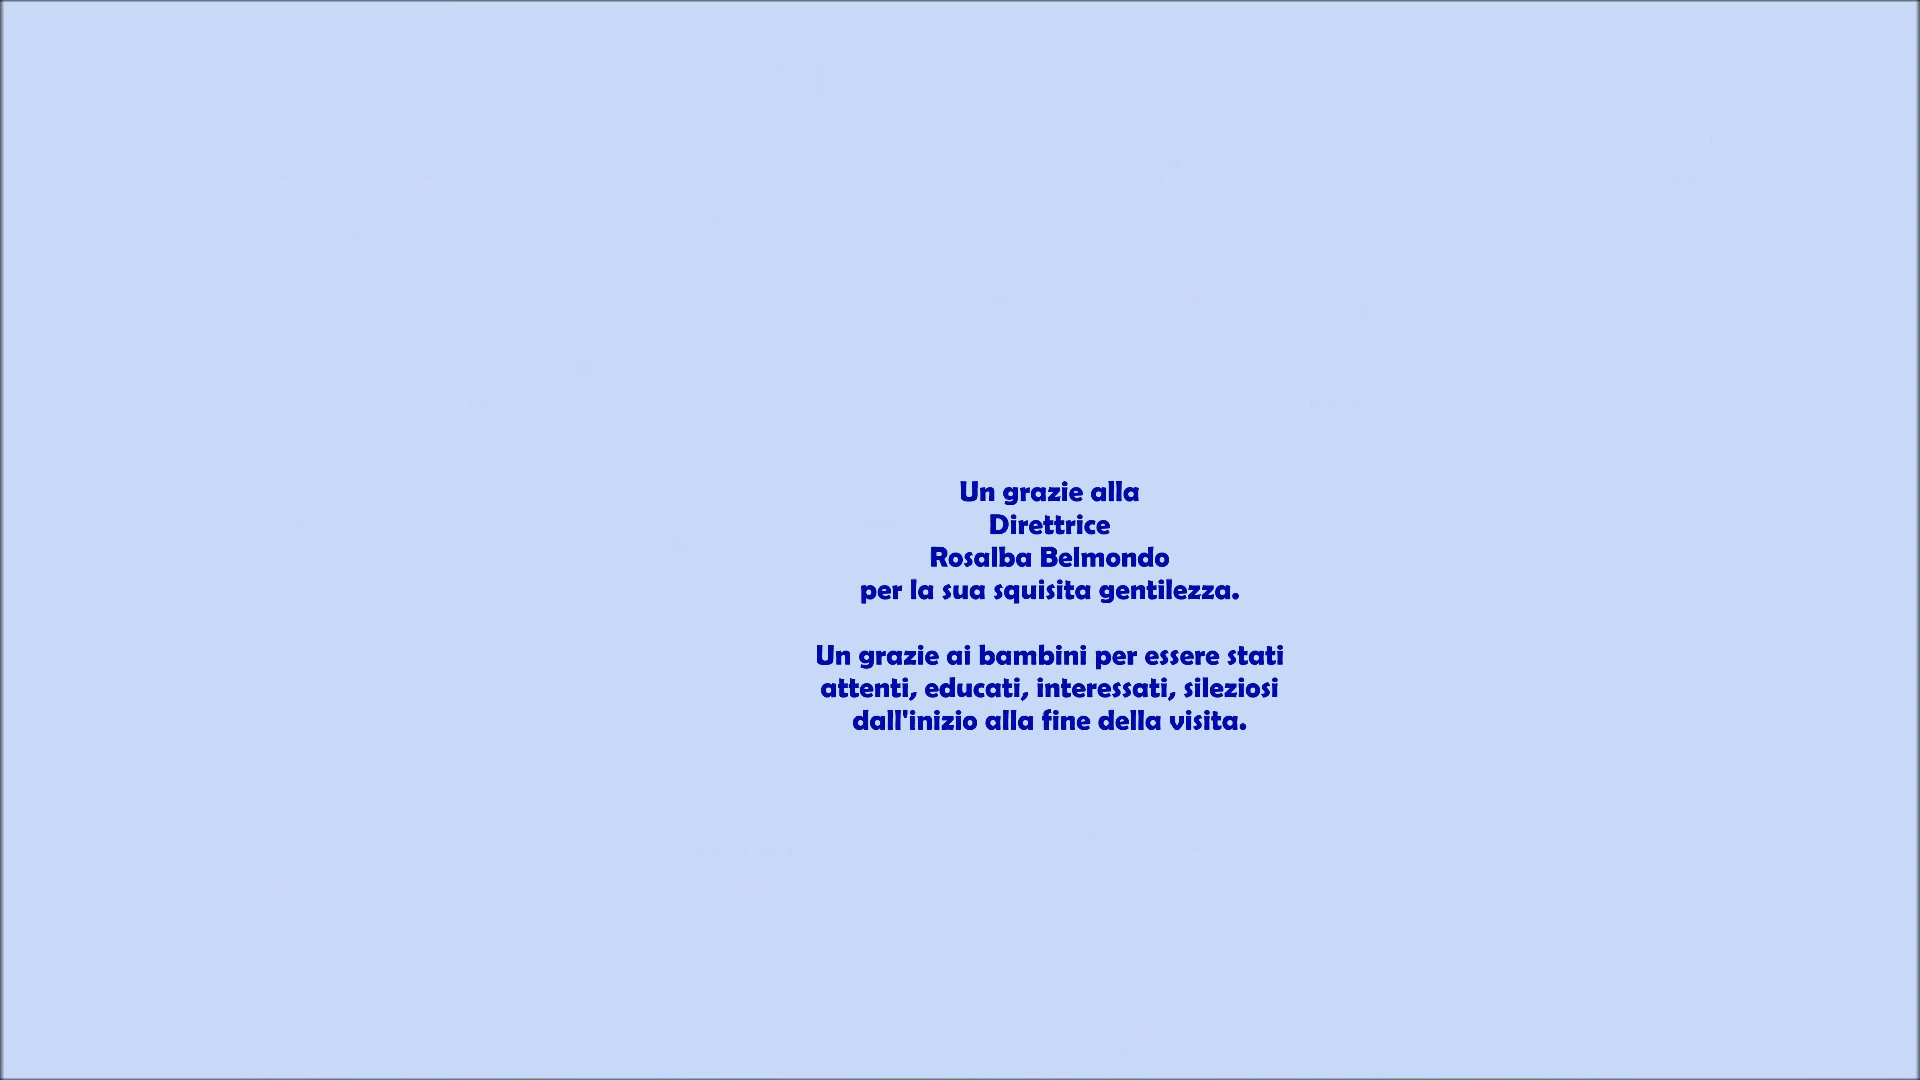 Un grazie alla
Direttrice
Rosalba Belmondo
per la sua squisita gentilezza.
Un grazie ai bambini per essere stati
attenti, educati, interessati, sileziosi
dall'inizio alla fine della visita.